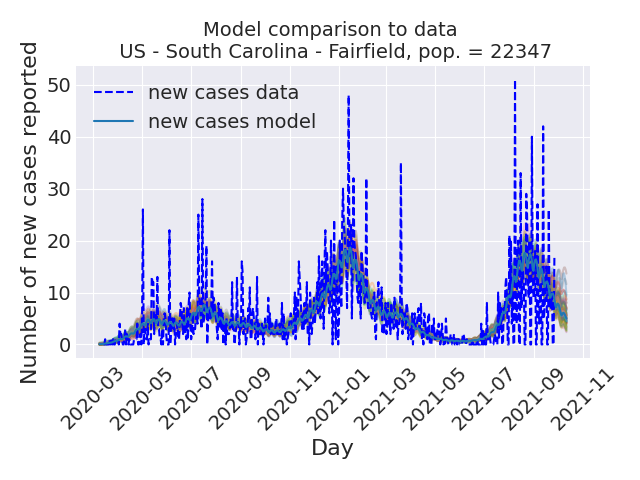 Model comparison to data
US - South Carolina - Fairfield, pop. = 22347
Number of new cases reported
50
40
30
20
10
0
new cases data
new cases model
2020-03
2020-05
2020-07
2020-09
2020-11
2021-01
2021-03
2021-05
2021-07
2021-09
2021-11
Day